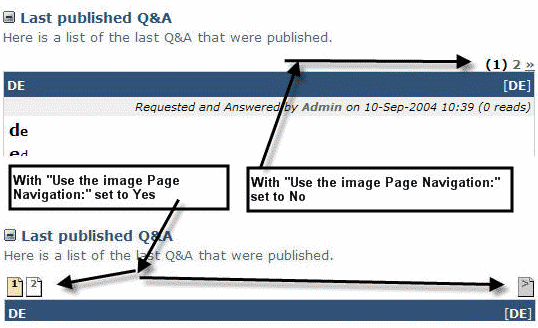 Last published Q&A
Here is a list of the last Q&A that were published.
(1) 2 »
DE [DE]
Requested and Answered by Admin on 10-Sep-2004 10:39 (0 reads)
de
ed
With "Use the image Page
Navigation:" set to Yes
With "Use the image Page Navigation:"
set to No
Last published Q&A
Here is a list of the last Q&A that were published.
1 2 >
DE [DE]